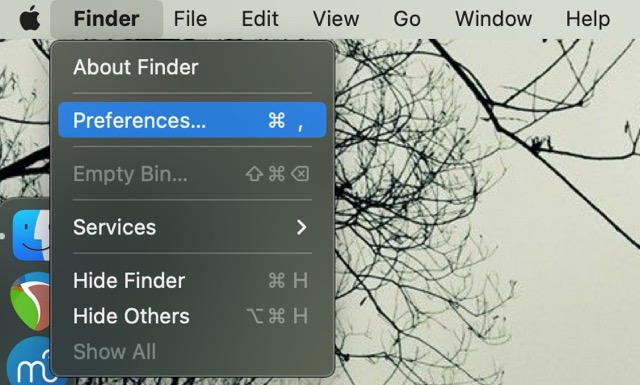 Finder File Edit View Go Window Help
About Finder
Preferences... ⌘ ,
Empty Bin... ⇧⌘⌫
Services >
Hide Finder ⌘ H
Hide Others ⌥⌘ H
Show All